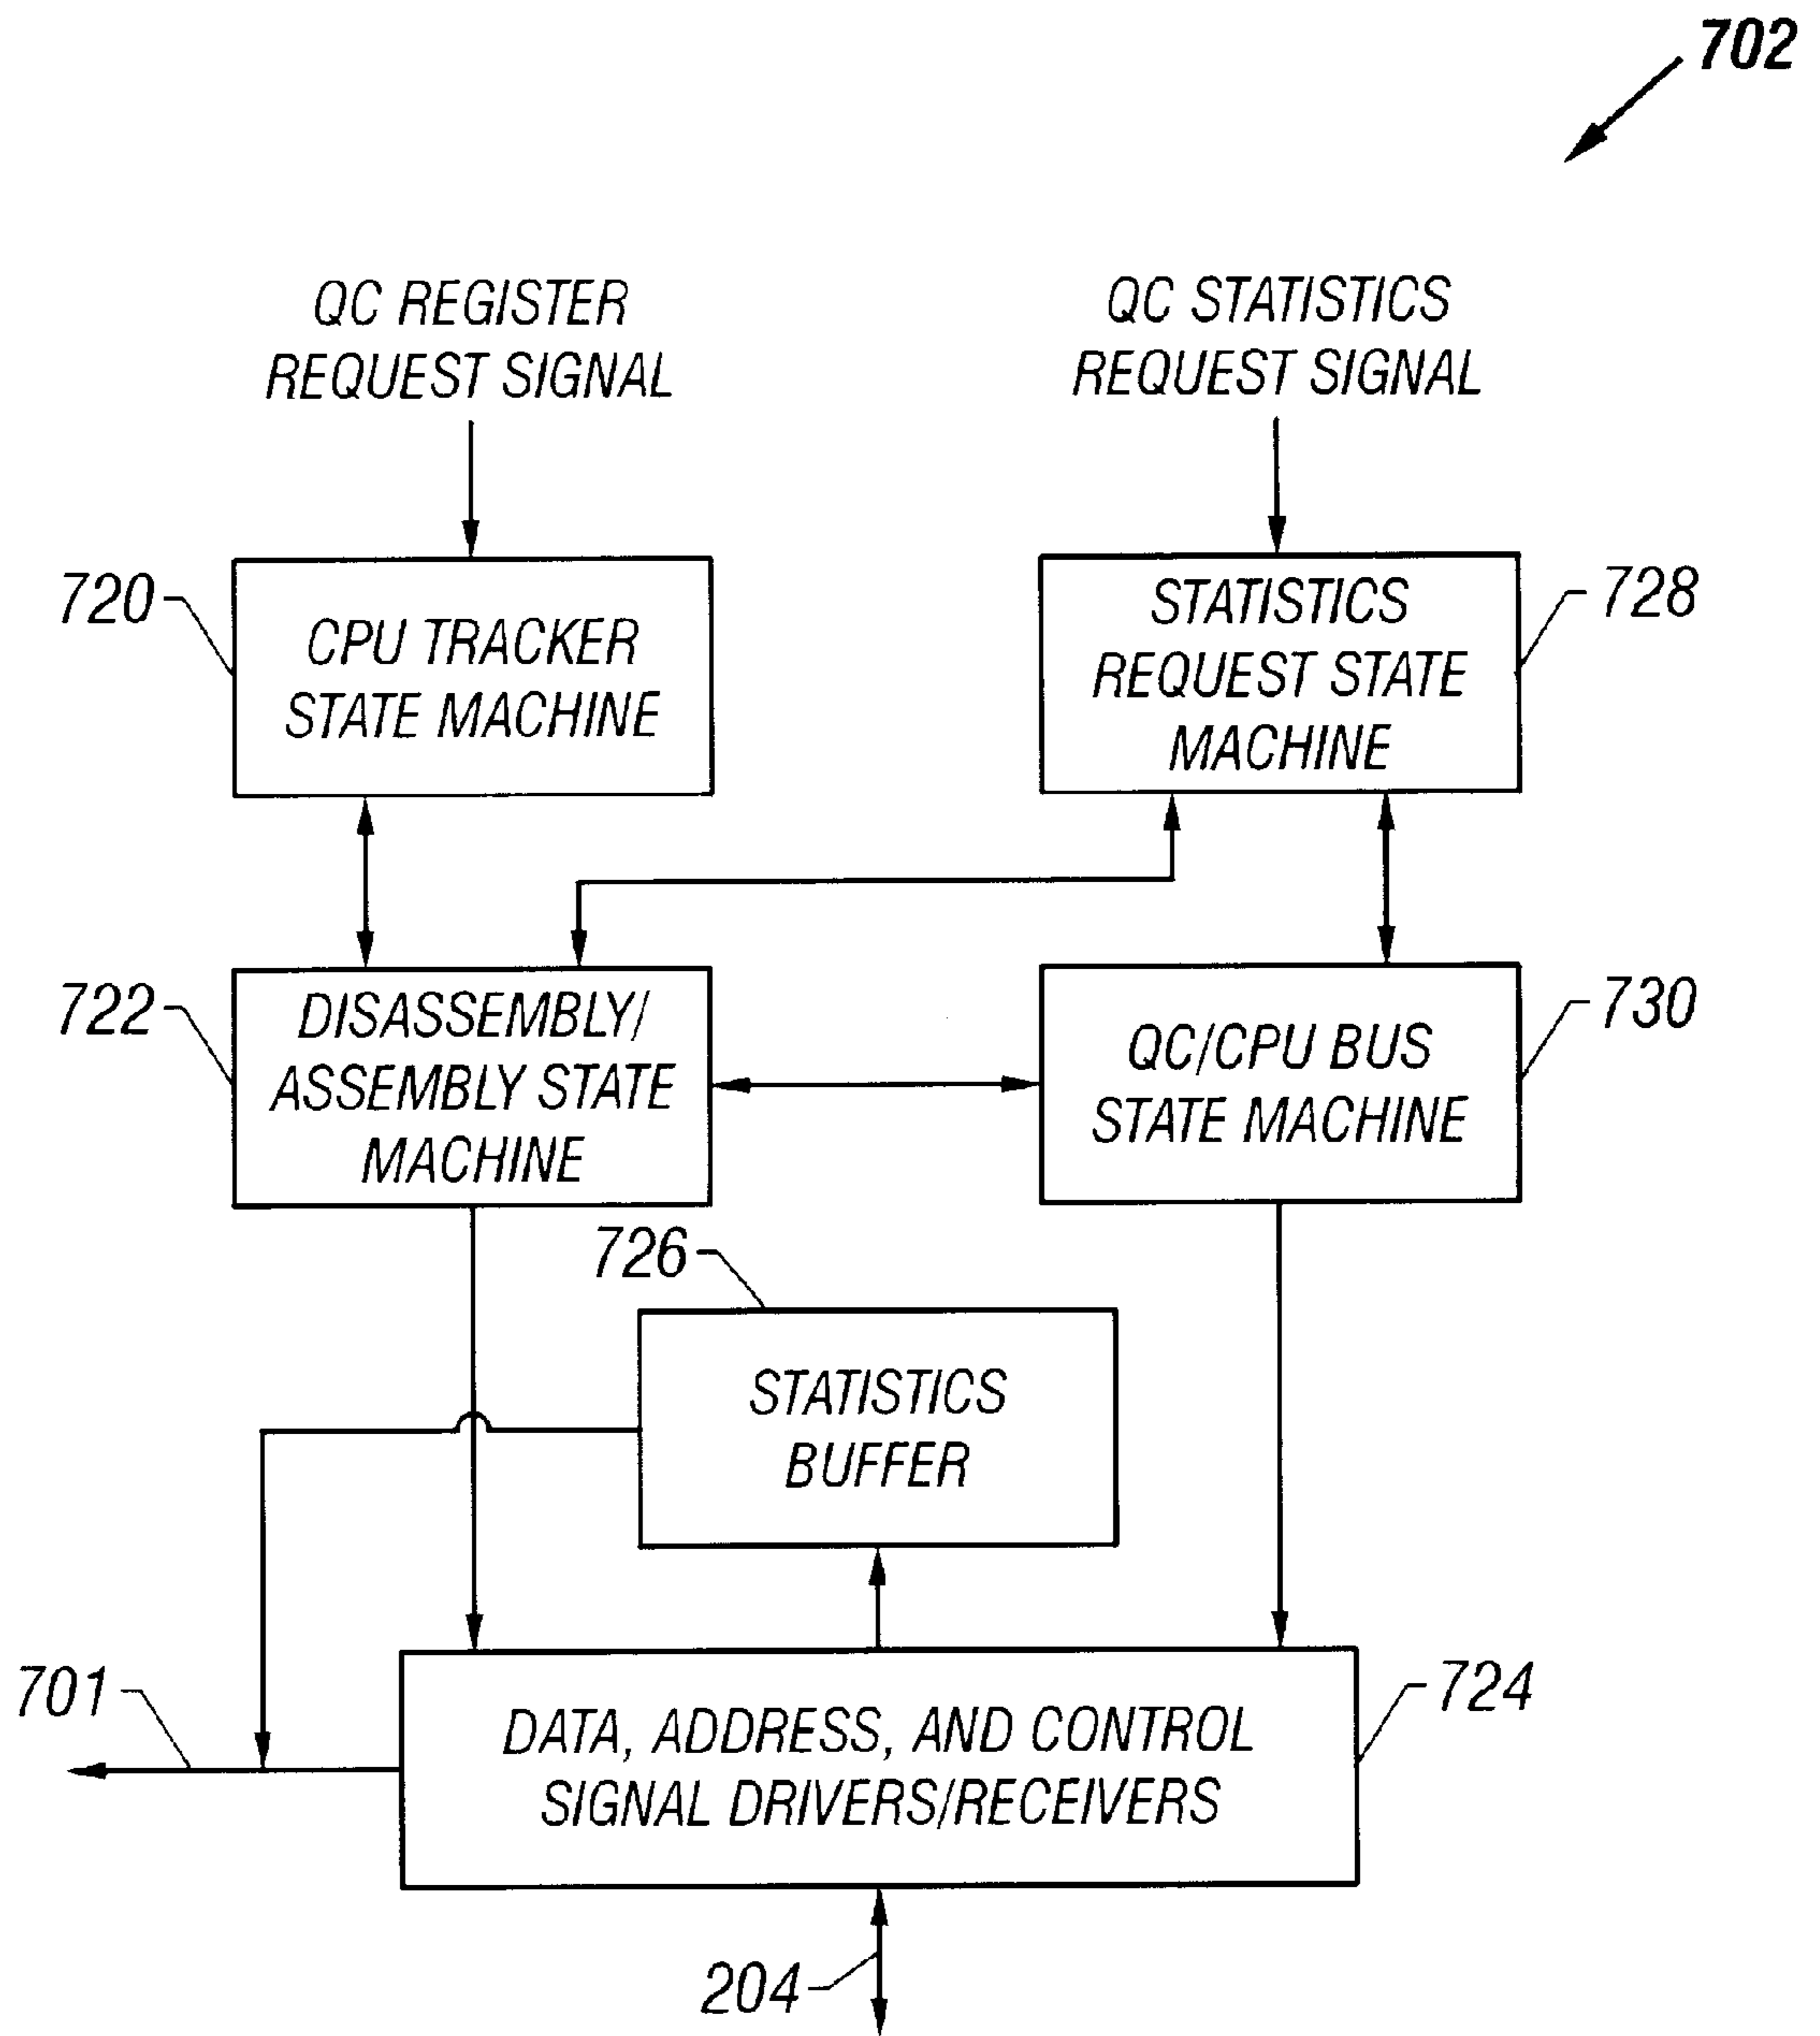 702
QC REGISTER
REQUEST SIGNAL
QC STATISTICS
REQUEST SIGNAL
720
CPU TRACKER
STATE MACHINE
STATISTICS
REQUEST STATE
MACHINE
728
722
DISASSEMBLY/
ASSEMBLY STATE
MACHINE
QC/CPU BUS
STATE MACHINE
730
726
STATISTICS
BUFFER
701
DATA, ADDRESS, AND CONTROL
SIGNAL DRIVERS/RECEIVERS
724
204